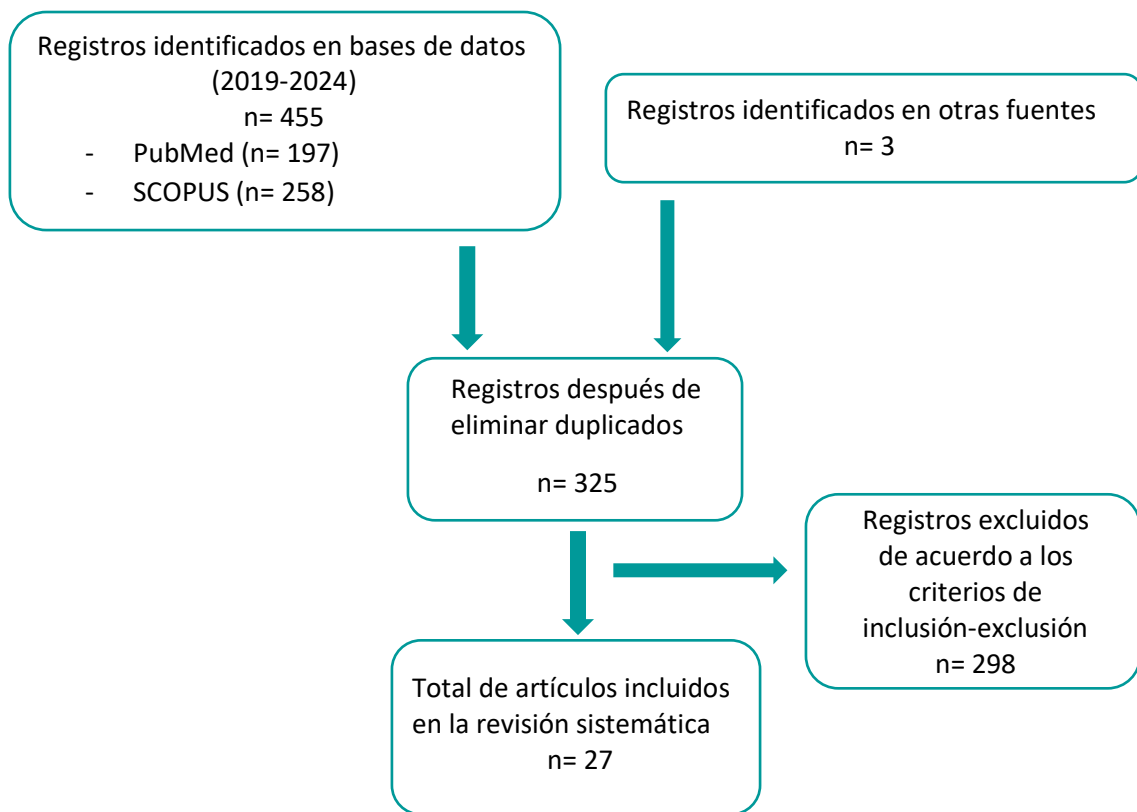 Registros identificados en bases de datos
(2019-2024)
n= 455
- PubMed (n= 197)
- SCOPUS (n= 258)
Registros identificados en otras fuentes
n= 3
Registros después de
eliminar duplicados
n= 325
Registros excluidos
de acuerdo a los
criterios de
inclusión-exclusión
n= 298
Total de artículos incluidos
en la revisión sistemática
n= 27